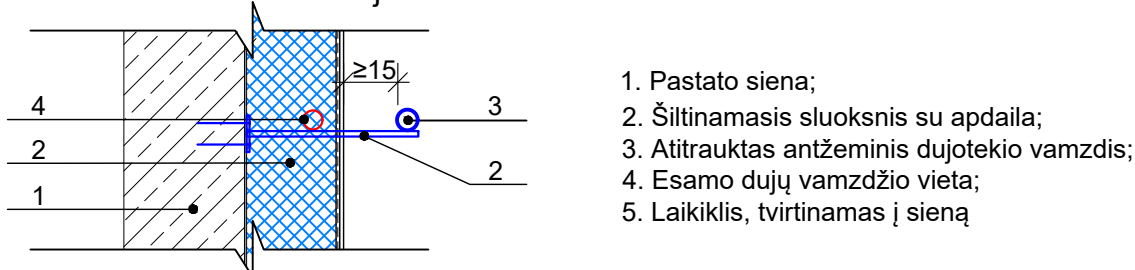 ≥15
4
3
2
2
1
1. Pastato siena;
2. Šiltinamasis sluoksnis su apdaila;
3. Atitrauktas antžeminis dujotekio vamzdis;
4. Esamo dujų vamzdžio vieta;
5. Laikiklis, tvirtinamas į sieną